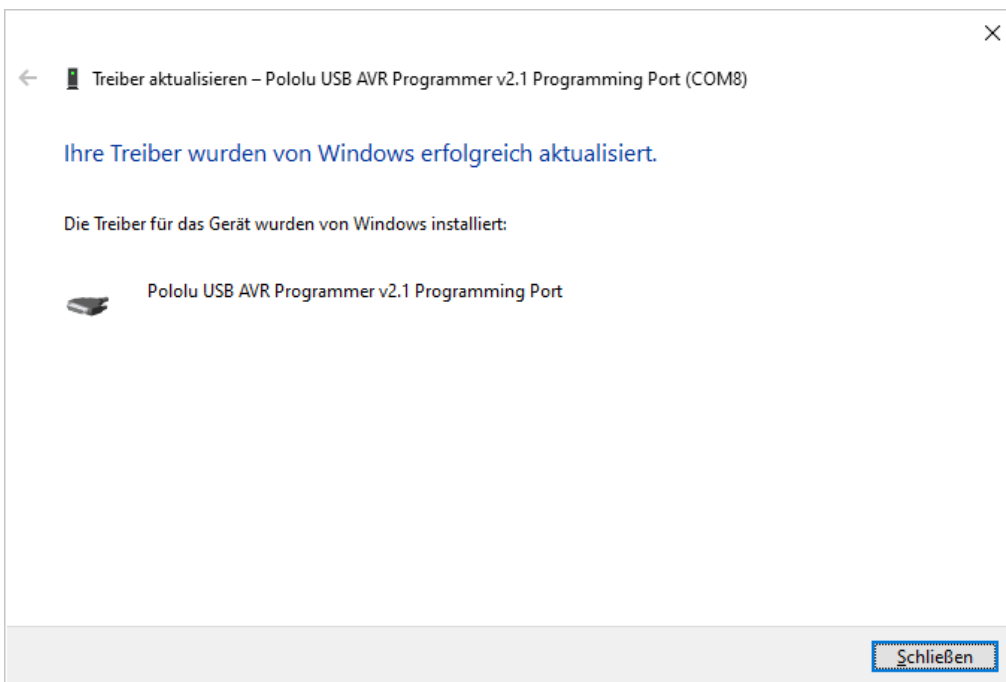 Treiber aktualisieren – Pololu USB AVR Programmer v2.1 Programming Port (COM8)
Ihre Treiber wurden von Windows erfolgreich aktualisiert.
Die Treiber für das Gerät wurden von Windows installiert:
Pololu USB AVR Programmer v2.1 Programming Port
Schließen